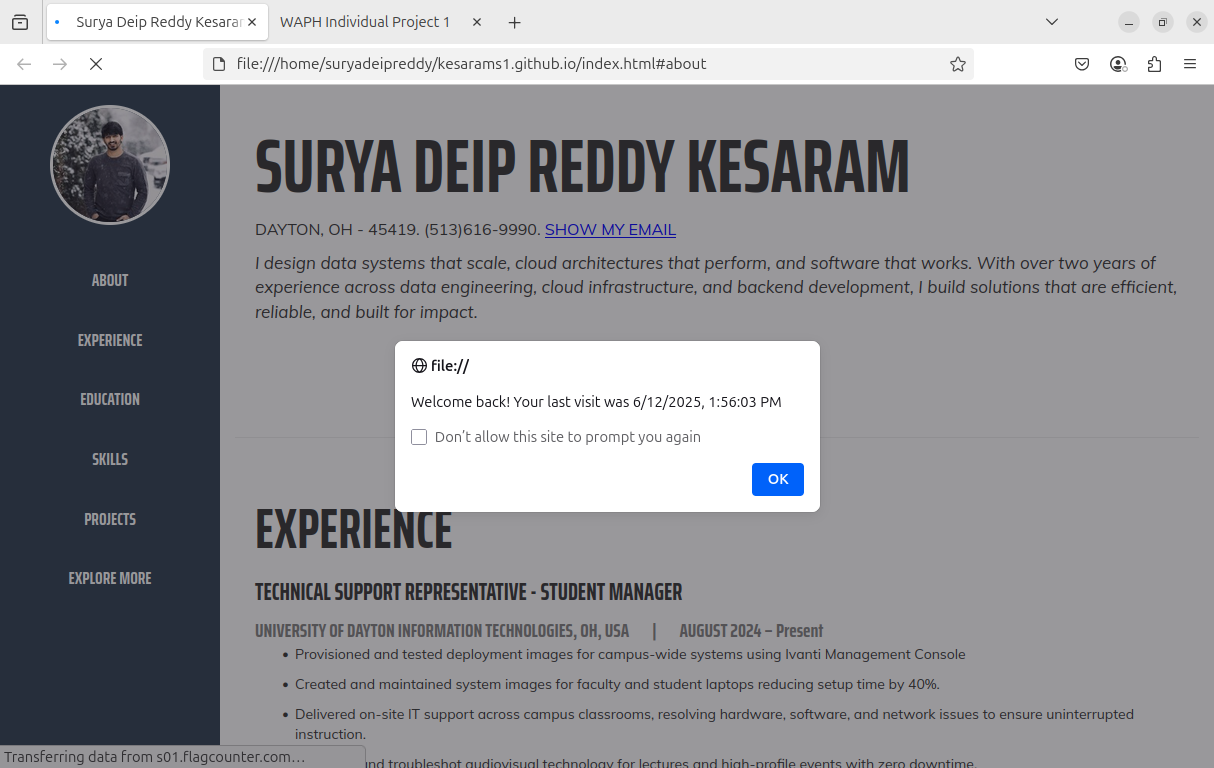 Surya Deip Reddy Kesarar
WAPH Individual Project 1
file:///home/suryadeipreddy/kesarams1.github.io/index.html#about
ABOUT
EXPERIENCE
EDUCATION
SKILLS
PROJECTS
EXPLORE MORE
SURYA DEIP REDDY KESARAM
DAYTON, OH - 45419. (513)616-9990. SHOW MY EMAIL
I design data systems that scale, cloud architectures that perform, and software that works. With over two years of
experience across data engineering, cloud infrastructure, and backend development, I build solutions that are efficient,
reliable, and built for impact.
file://
Welcome back! Your last visit was 6/12/2025, 1:56:03 PM
Don't allow this site to prompt you again
OK
EXPERIENCE
TECHNICAL SUPPORT REPRESENTATIVE - STUDENT MANAGER
UNIVERSITY OF DAYTON INFORMATION TECHNOLOGIES, OH, USA | AUGUST 2024 – Present
• Provisioned and tested deployment images for campus-wide systems using Ivanti Management Console
• Created and maintained system images for faculty and student laptops reducing setup time by 40%.
• Delivered on-site IT support across campus classrooms, resolving hardware, software, and network issues to ensure uninterrupted
instruction.
and troubleshot audiovisual technology for lectures and high-profile events with zero downtime.
Transferring data from s01.flagcounter.com…